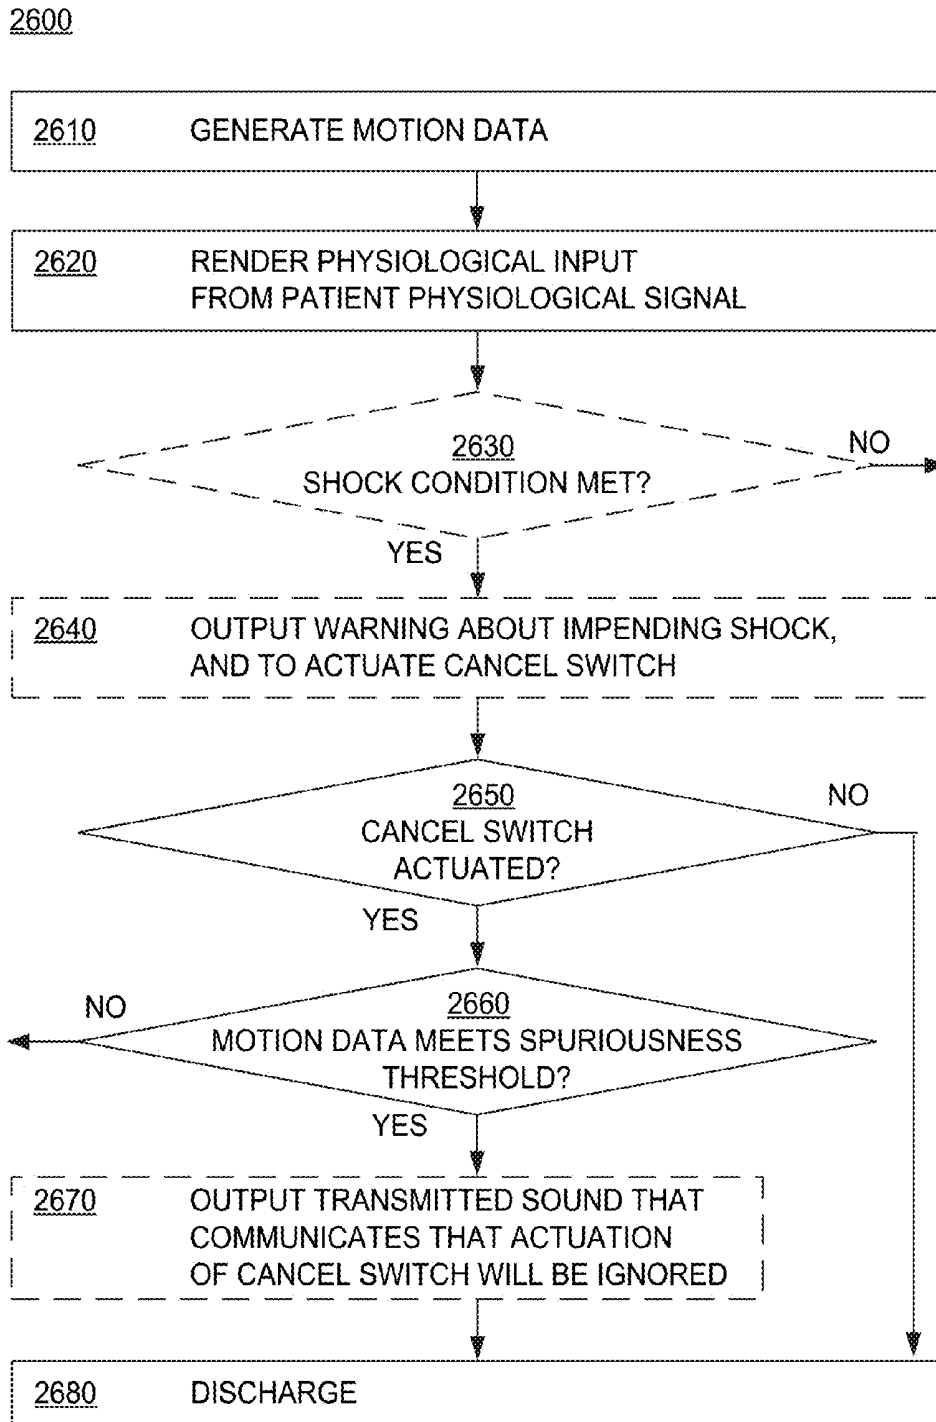 2600
2610 GENERATE MOTION DATA
2620 RENDER PHYSIOLOGICAL INPUT
FROM PATIENT PHYSIOLOGICAL SIGNAL
2630
NO
SHOCK CONDITION MET?
YES
2640 OUTPUT WARNING ABOUT IMPENDING SHOCK,
AND TO ACTUATE CANCEL SWITCH
2650
NO
CANCEL SWITCH
ACTUATED?
YES
2660
NO
MOTION DATA MEETS SPURIOUSNESS
THRESHOLD?
YES
2670 OUTPUT TRANSMITTED SOUND THAT
COMMUNICATES THAT ACTUATION
OF CANCEL SWITCH WILL BE IGNORED
2680 DISCHARGE